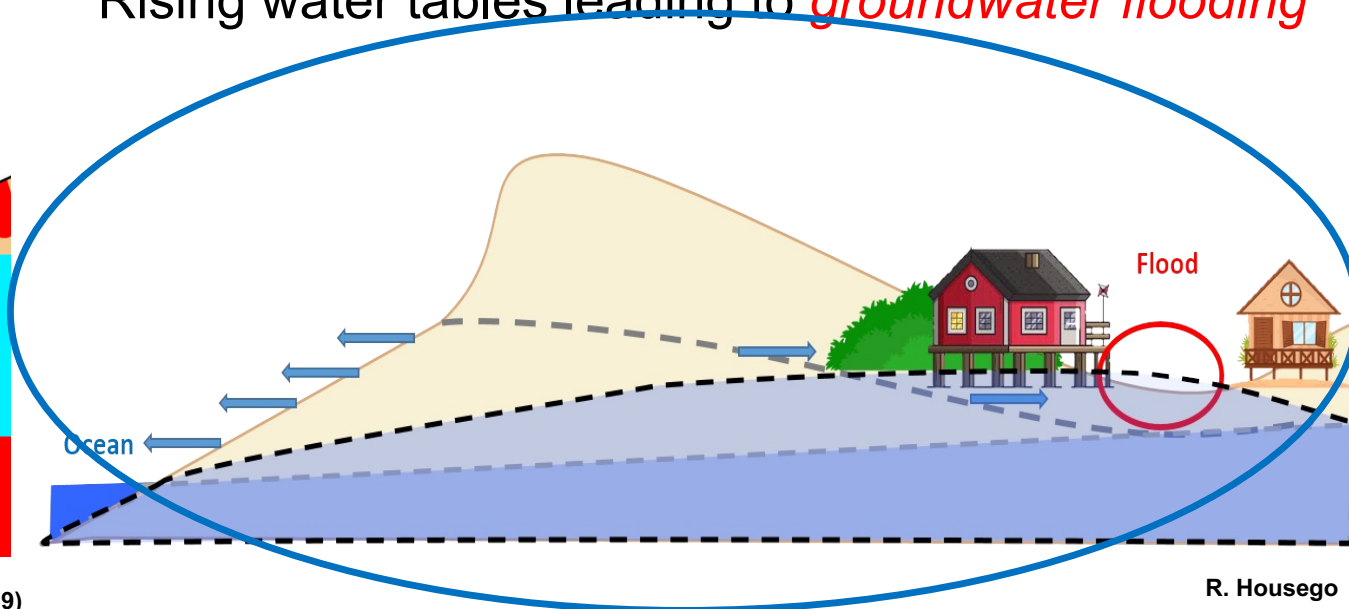 Rising water tables leading to groundwater flooding
Flood
Ocean
R. Housego
9)